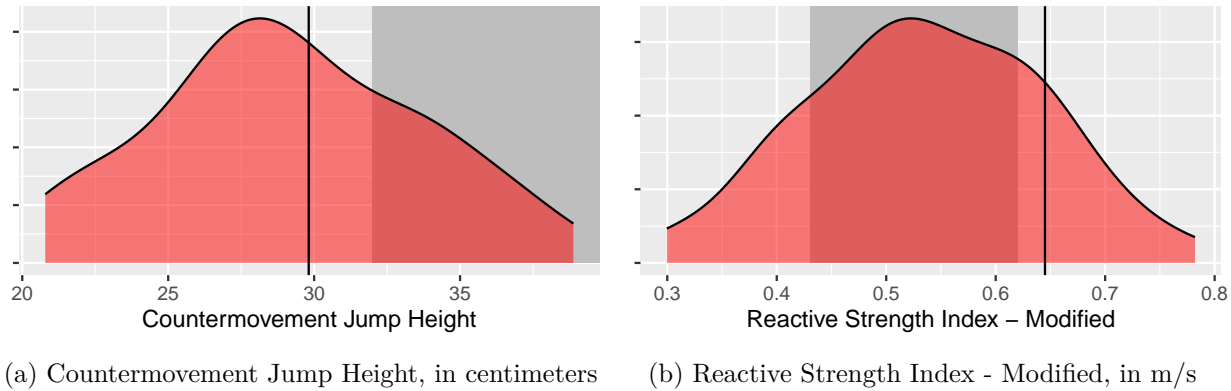 20 25 30 35
Countermovement Jump Height
(a) Countermovement Jump Height, in centimeters
0.3 0.4 0.5 0.6 0.7 0.8
Reactive Strength Index − Modified
(b) Reactive Strength Index - Modified, in m/s